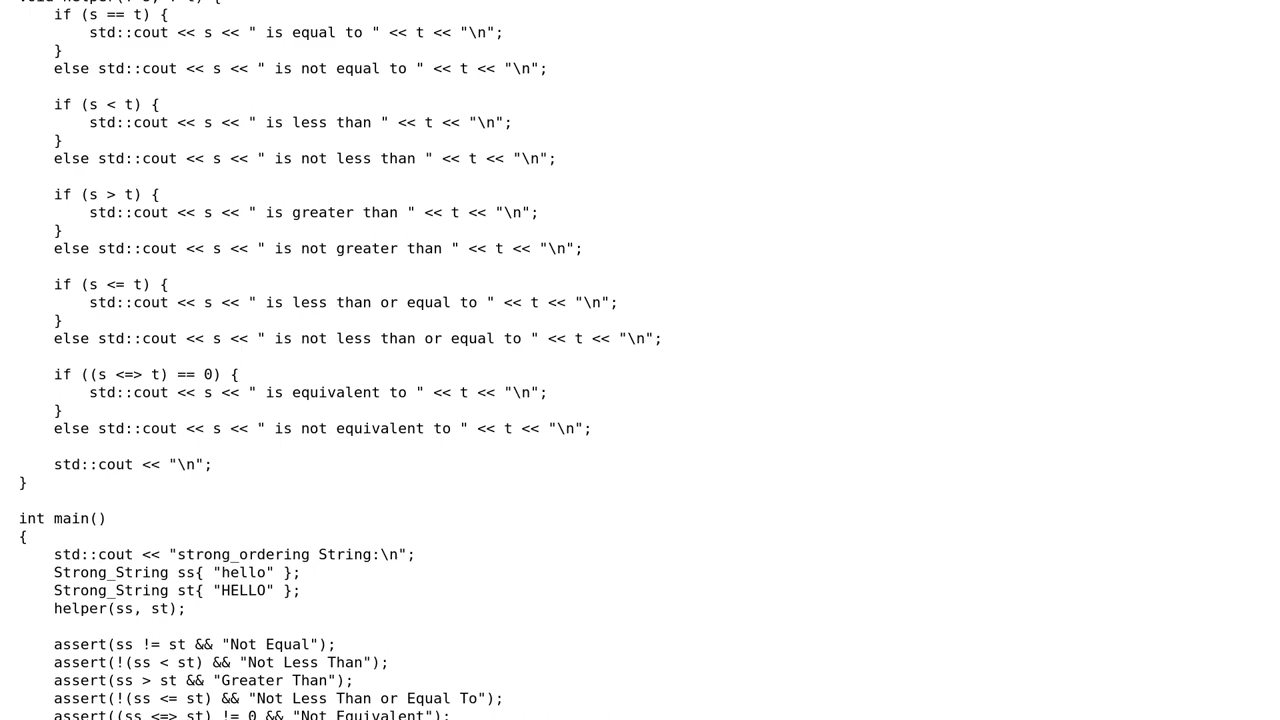 if (s == t) {
        std::cout << s << " is equal to " << t << "\n";
    }
    else std::cout << s << " is not equal to " << t << "\n";

    if (s < t) {
        std::cout << s << " is less than " << t << "\n";
    }
    else std::cout << s << " is not less than " << t << "\n";

    if (s > t) {
        std::cout << s << " is greater than " << t << "\n";
    }
    else std::cout << s << " is not greater than " << t << "\n";

    if (s <= t) {
        std::cout << s << " is less than or equal to " << t << "\n";
    }
    else std::cout << s << " is not less than or equal to " << t << "\n";

    if ((s <=> t) == 0) {
        std::cout << s << " is equivalent to " << t << "\n";
    }
    else std::cout << s << " is not equivalent to " << t << "\n";

    std::cout << "\n";
}

int main()
{
    std::cout << "strong_ordering String:\n";
    Strong_String ss{ "hello" };
    Strong_String st{ "HELLO" };
    helper(ss, st);

    assert(ss != st && "Not Equal");
    assert(!(ss < st) && "Not Less Than");
    assert(ss > st && "Greater Than");
    assert(!(ss <= st) && "Not Less Than or Equal To");
    assert((ss <=> st) != 0 && "Not Equivalent");